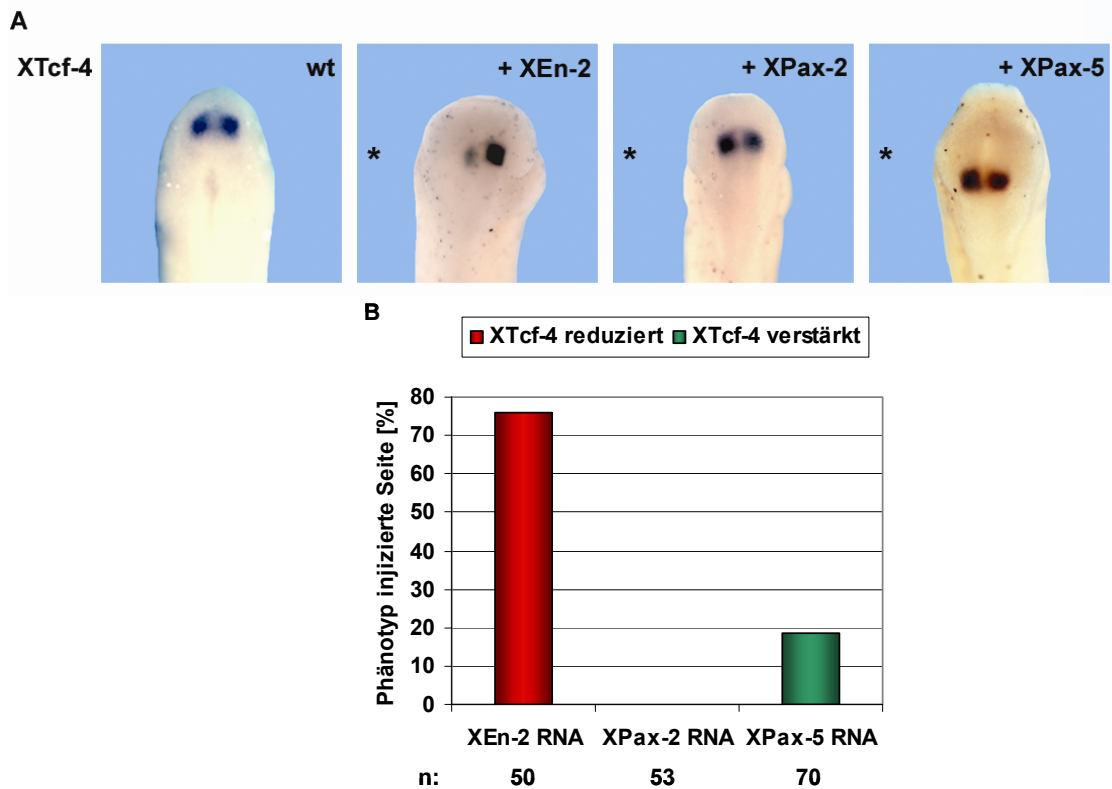 A
XTcf-4
wt
+ XEn-2
+ XPax-2
+ XPax-5
*
*
*
B
XTcf-4 reduziert XTcf-4 verstärkt
Phänotyp injizierte Seite [%]
80
70
60
50
40
30
20
10
0
XEn-2 RNA XPax-2 RNA XPax-5 RNA
n: 50 53 70